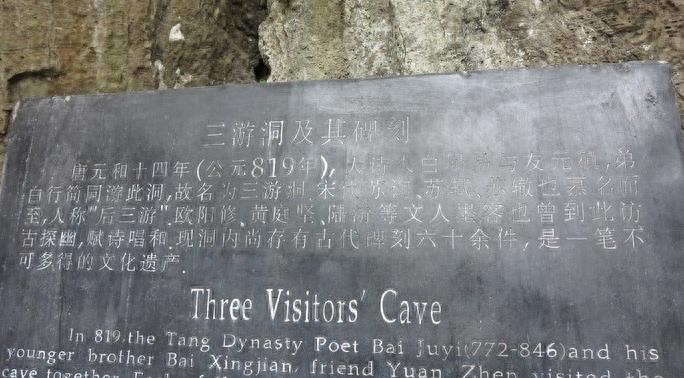 三游洞及其碑刻
唐元和十四年(公元819年),大诗人白居易与友元稹,弟
白行简同游此洞,故名为三游洞.宋代苏洵、苏轼、苏辙也慕名而
至,人称"后三游".欧阳修、黄庭坚、陆游等文人墨客也曾到此访
古探幽,赋诗唱和.现洞内尚存有古代碑刻六十余件,是一笔不
可多得的文化遗产.
Three Visitors' Cave
In 819,the Tang Dynasty Poet Bai Juyi(772-846)and his
younger brother Bai Xingjian, friend Yuan Zhen visited the
cave together.